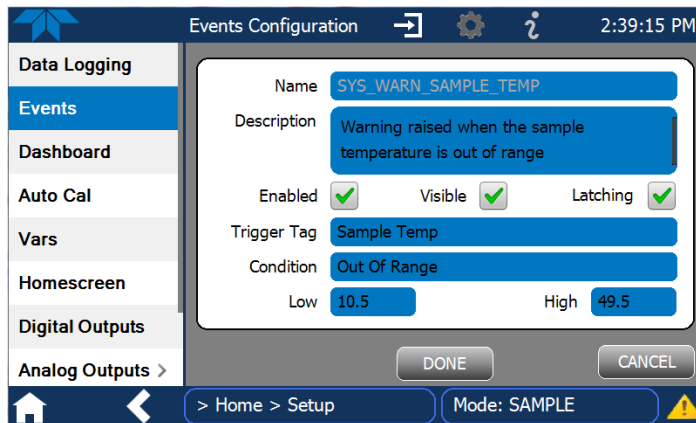 Events Configuration 2:39:15 PM
Data Logging
Events
Dashboard
Auto Cal
Vars
Homescreen
Digital Outputs
Analog Outputs >
Name SYS_WARN_SAMPLE_TEMP
Description Warning raised when the sample
temperature is out of range
Enabled Visible Latching
Trigger Tag Sample Temp
Condition Out Of Range
Low 10.5 High 49.5
DONE CANCEL
> Home > Setup Mode: SAMPLE